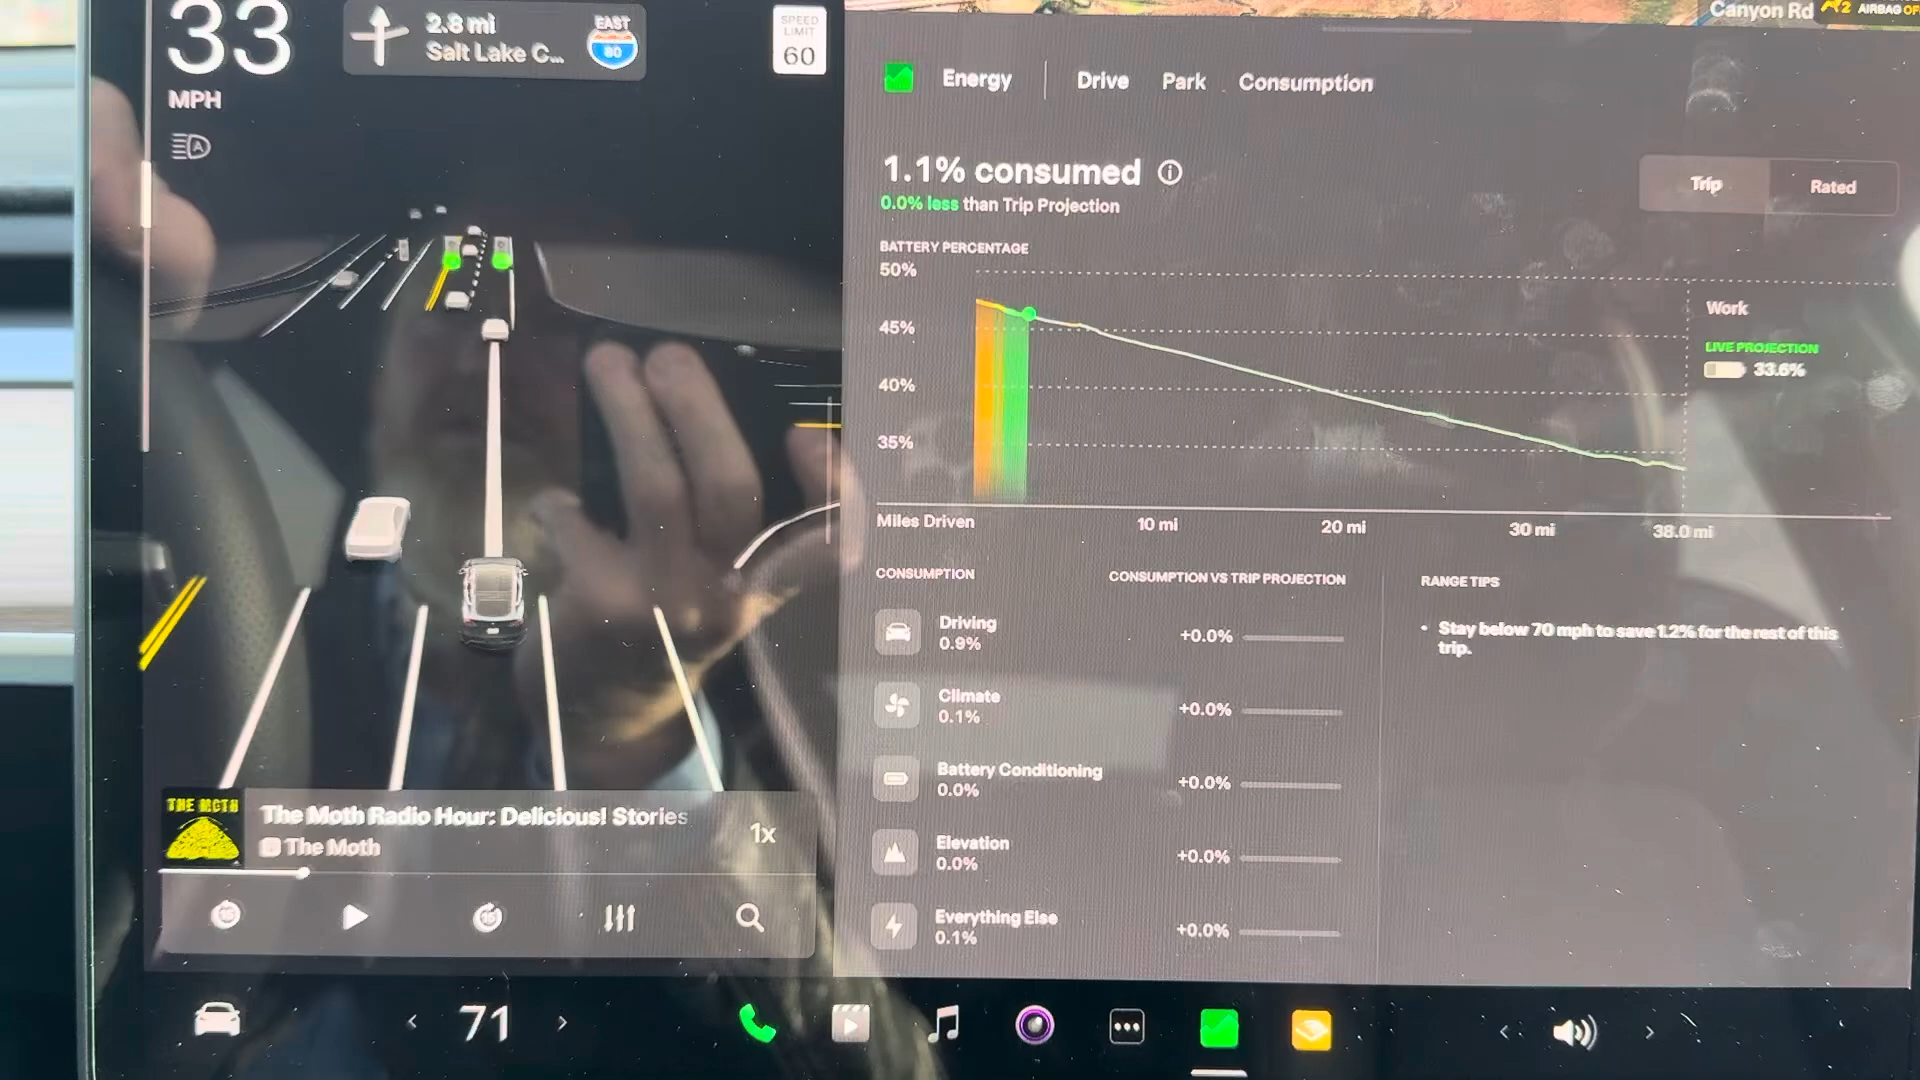 33
MPH
2.8 mi
Salt Lake C...
EAST
80
SPEED
LIMIT
60
Canyon Rd
2 AIRBAG OF
Energy
Drive
Park
Consumption
1.1% consumed
0.0% less than Trip Projection
Trip
Rated
BATTERY PERCENTAGE
50%
45%
40%
35%
Work
LIVE PROJECTION
33.6%
Miles Driven
10 mi
20 mi
30 mi
38.0 mi
CONSUMPTION
CONSUMPTION VS TRIP PROJECTION
RANGE TIPS
Driving
0.9%
+0.0%
• Stay below 70 mph to save 1.2% for the rest of this
trip.
Climate
0.1%
+0.0%
Battery Conditioning
0.0%
+0.0%
Elevation
0.0%
+0.0%
Everything Else
0.1%
+0.0%
THE MOTH
The Moth Radio Hour: Delicious! Stories
The Moth
1x
15
15
71